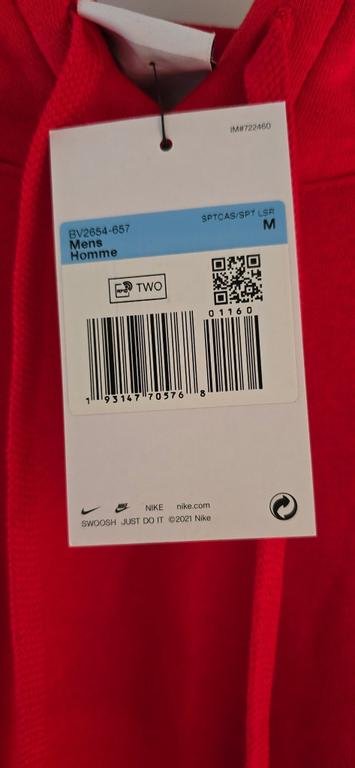 IM#722460
BV2654-657
SPTCAS/SPT LSR
Mens
M
Homme
RFID TWO
01160
1 93147 70576 8
NIKE nike.com
SWOOSH JUST DO IT ©2021 Nike